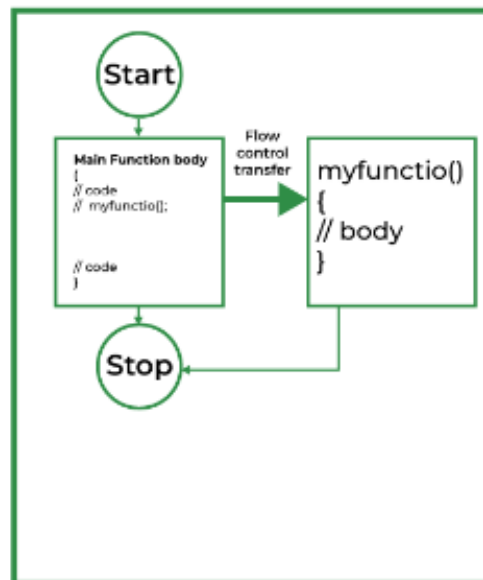 Start
Main Function body
{
// code
// myfunctio();
// code
}
Flow
control
transfer
myfunctio()
{
// body
}
Stop